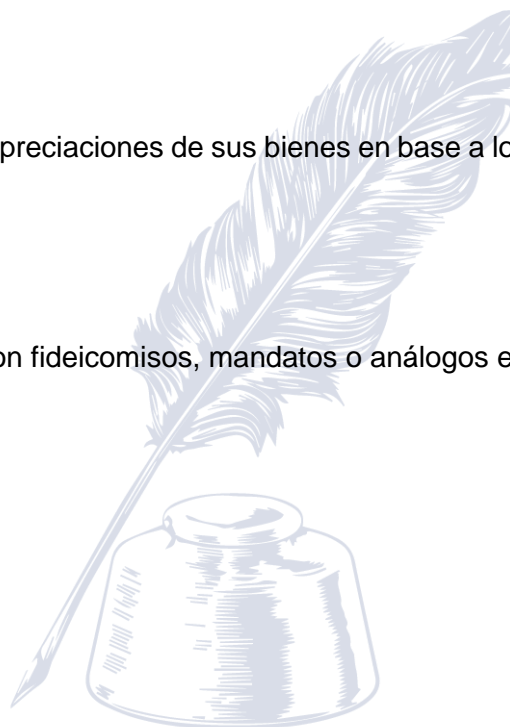 preciaciones de sus bienes en base a lo
on fideicomisos, mandatos o análogos e